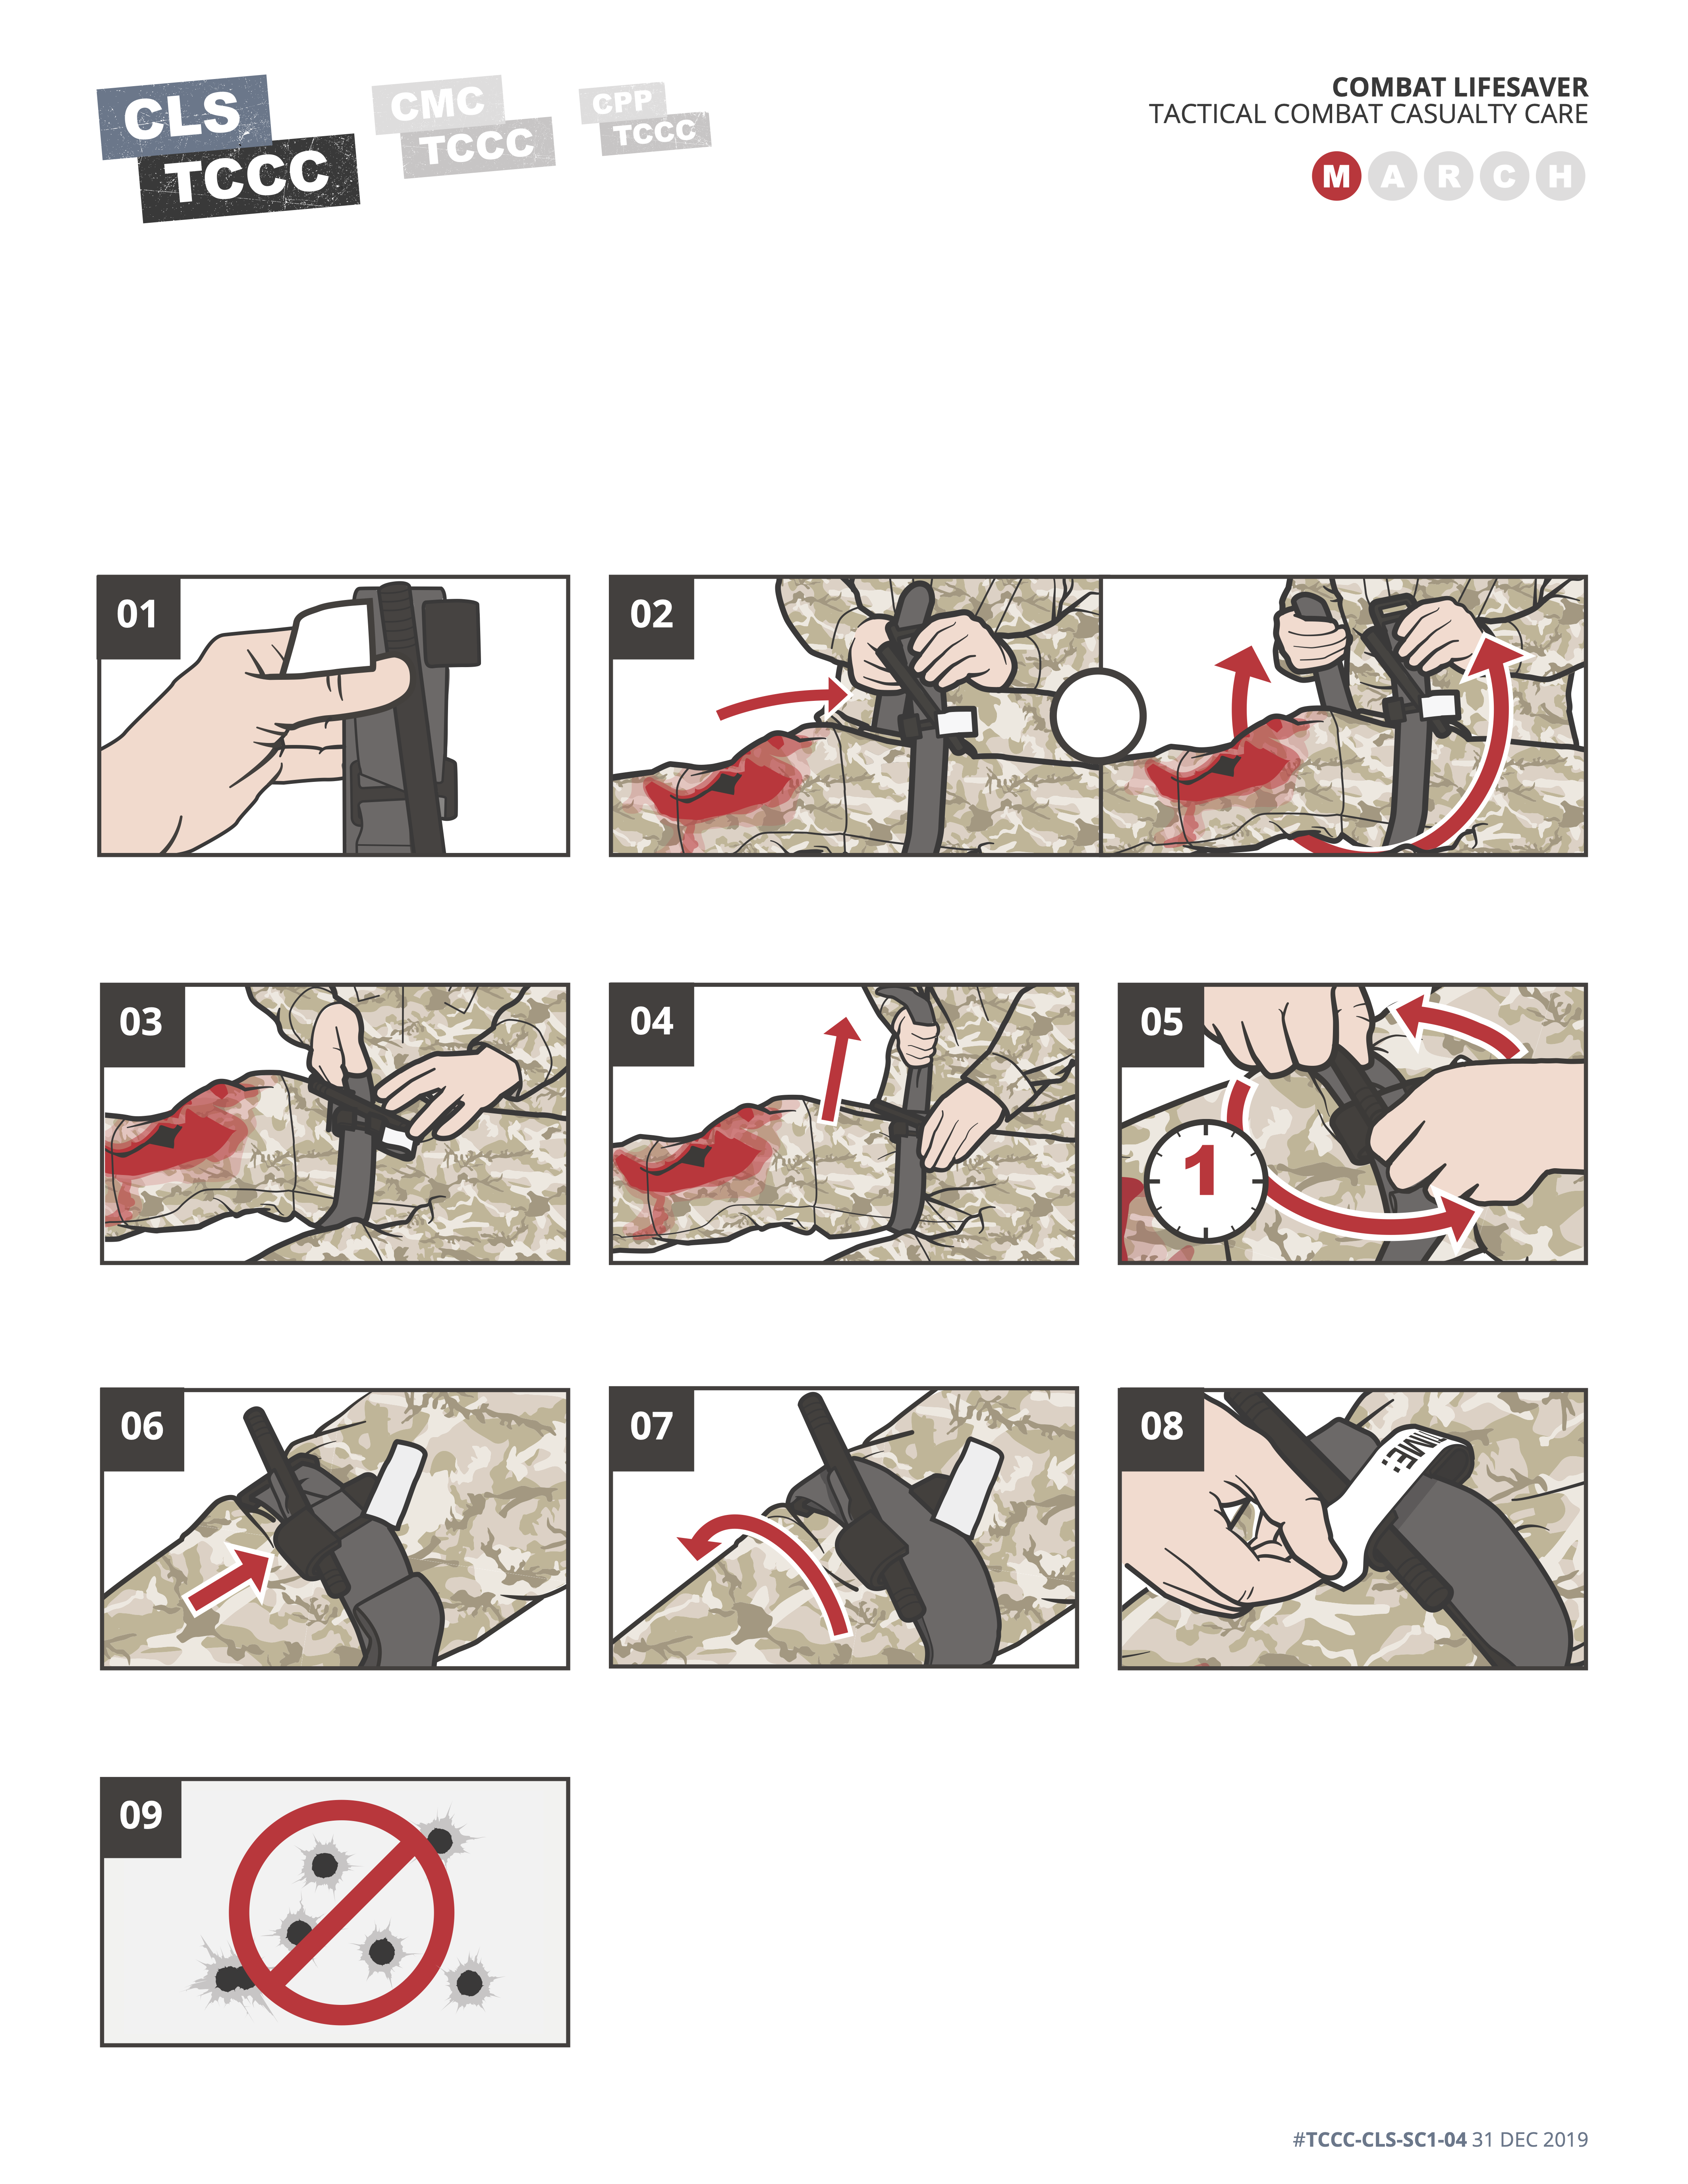 CLS
TCCC
CMC
TCCC
CPP
TCCC
COMBAT LIFESAVER
TACTICAL COMBAT CASUALTY CARE
M A R C H
01
02
03
04
05
1
06
07
08
TIME:
09
#TCCC-CLS-SC1-04 31 DEC 2019